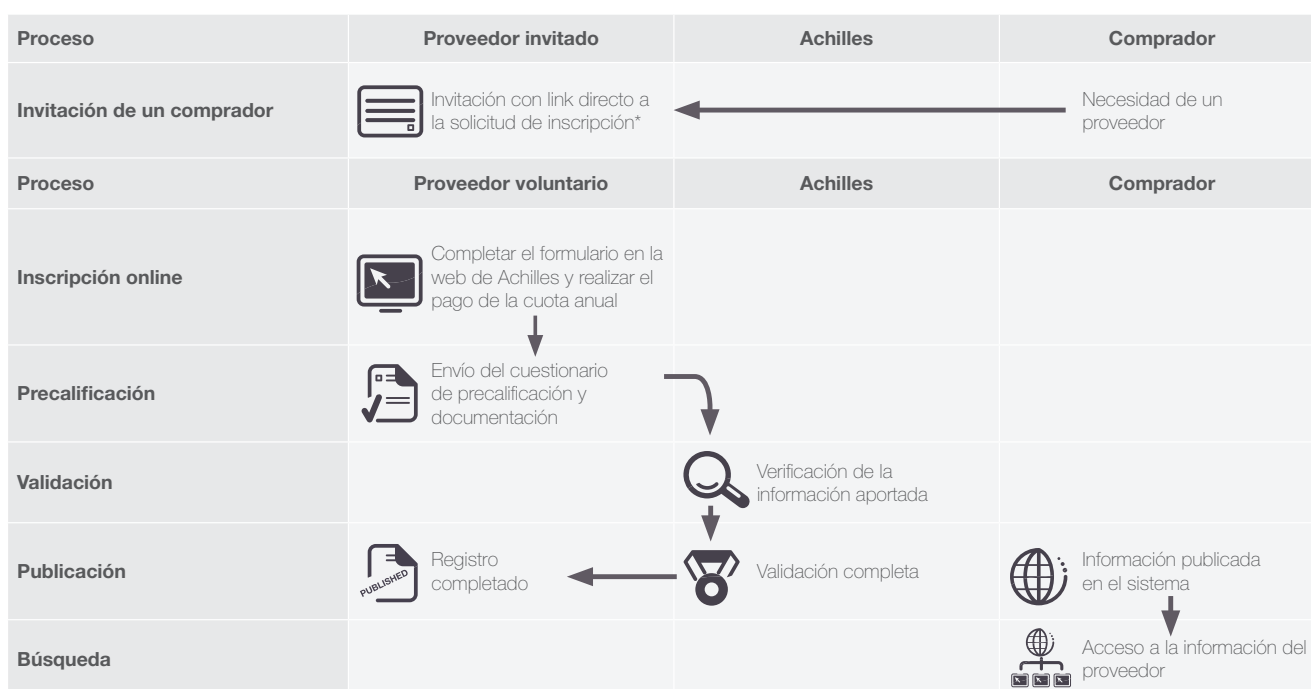 Proceso
Proveedor invitado
Achilles
Comprador
Invitación de un comprador
Invitación con link directo a
la solicitud de inscripción*
Necesidad de un
proveedor
Proceso
Proveedor voluntario
Achilles
Comprador
Inscripción online
Completar el formulario en la
web de Achilles y realizar el
pago de la cuota anual
Precalificación
Envío del cuestionario
de precalificación y
documentación
Validación
Verificación de la
información aportada
Publicación
PUBLISHED
Registro
completado
Validación completa
Información publicada
en el sistema
Búsqueda
Acceso a la información del
proveedor